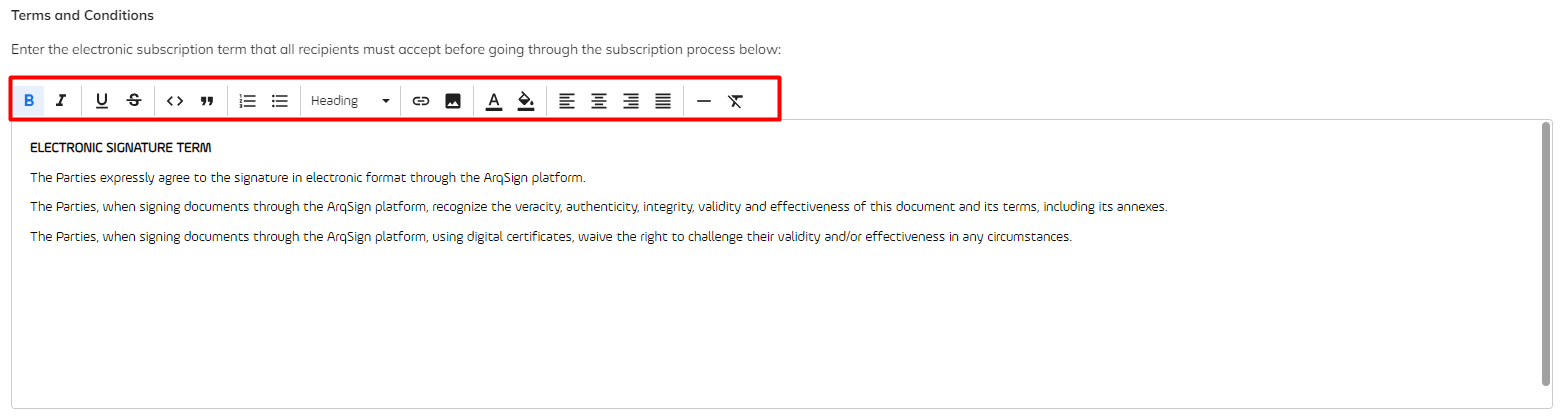 Terms and Conditions
Enter the electronic subscription term that all recipients must accept before going through the subscription process below:
B I U S <> " Heading A
ELECTRONIC SIGNATURE TERM
The Parties expressly agree to the signature in electronic format through the ArqSign platform.
The Parties, when signing documents through the ArqSign platform, recognize the veracity, authenticity, integrity, validity and effectiveness of this document and its terms, including its annexes.
The Parties, when signing documents through the ArqSign platform, using digital certificates, waive the right to challenge their validity and/or effectiveness in any circumstances.